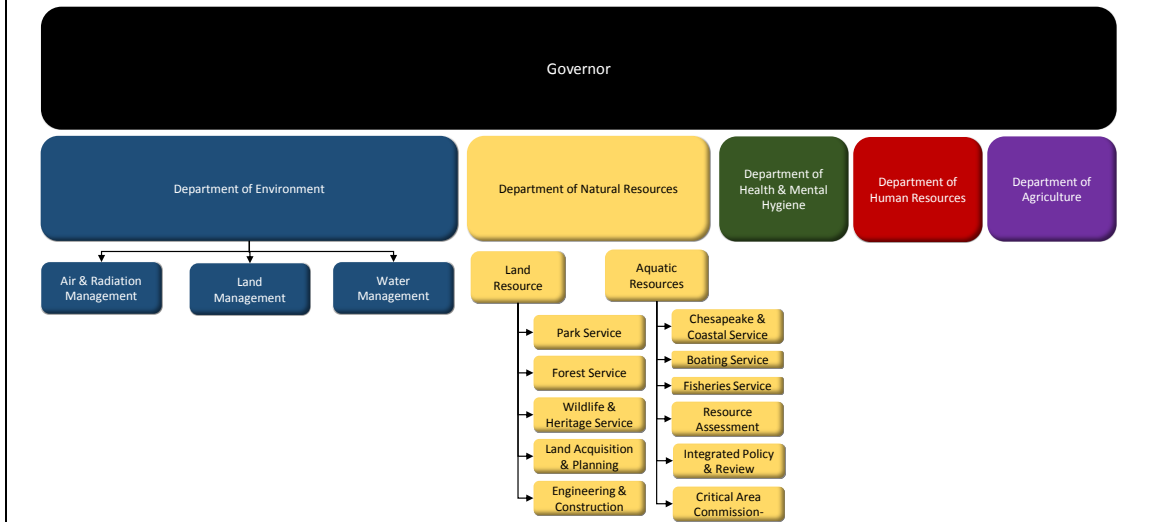 Governor
Department of Environment
Department of Natural Resources
Department of
Health & Mental
Hygiene
Department of
Human Resources
Department of
Agriculture
Air & Radiation
Management
Land
Management
Water
Management
Land
Resource
Park Service
Forest Service
Wildlife &
Heritage Service
Land Acquisition
& Planning
Engineering &
Construction
Aquatic
Resources
Chesapeake &
Coastal Service
Boating Service
Fisheries Service
Resource
Assessment
Integrated Policy
& Review
Critical Area
Commission-